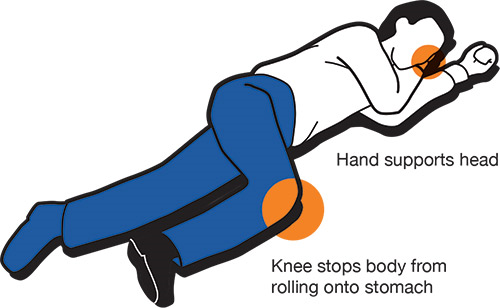 Hand supports head
Knee stops body from
rolling onto stomach